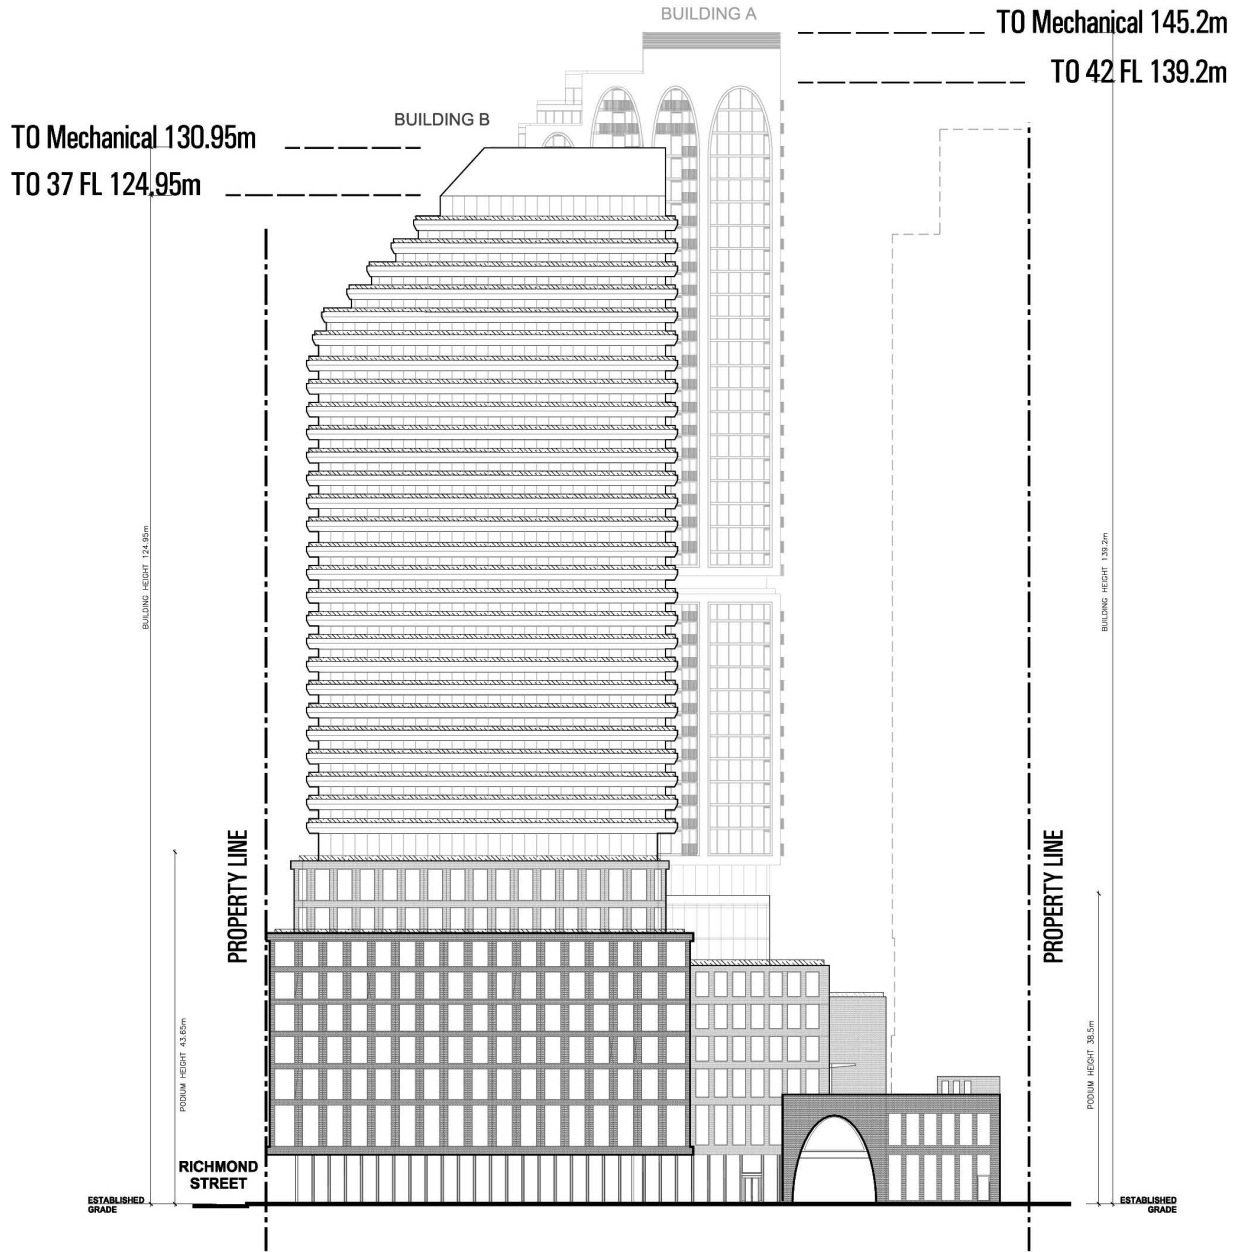 BUILDING A
TO Mechanical 145.2m
TO 42 FL 139.2m
BUILDING B
TO Mechanical 130.95m
TO 37 FL 124.95m
BUILDING HEIGHT 124.95m
BUILDING HEIGHT 139.2m
PROPERTY LINE
PROPERTY LINE
PODIUM HEIGHT 43.65m
PODIUM HEIGHT 38.5m
RICHMOND
STREET
ESTABLISHED
GRADE
ESTABLISHED
GRADE